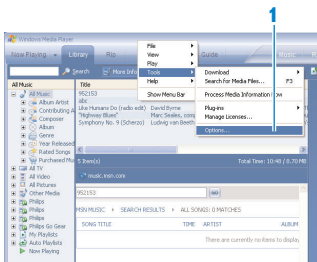 1
Windows Media Player
Now Playing
Library
Rip
Guide
Music
File
View
Play
Tools
Help
Show Menu Bar
Download
Search for Media Files... F3
Process Media Information Now
Plug-ins
Manage Licenses...
Options...
Search
More Info
All Music
All Music
Album Artist
Contributing A
Composer
Album
Genre
Year Released
Rated Songs
Purchased Mu
All TV
All Video
All Pictures
Other Media
Philips
Philips
Philips
Philips Go Gear
My Playlists
Auto Playlists
Now Playing
Title
952153
abc
Like Humans Do (radio edit) David Byrne
"Highway Blues" Marc Seales, comp
Symphony No. 9 (Scherzo) Ludwig van Beeth
5 Item(s)
Total Time: 10:48 / 8.70 MB
music.msn.com
952153
GO
MSN MUSIC SEARCH RESULTS ALL SONGS: 0 MATCHES
SONG TITLE TIME ARTIST ALBUM
There are currently no items to display